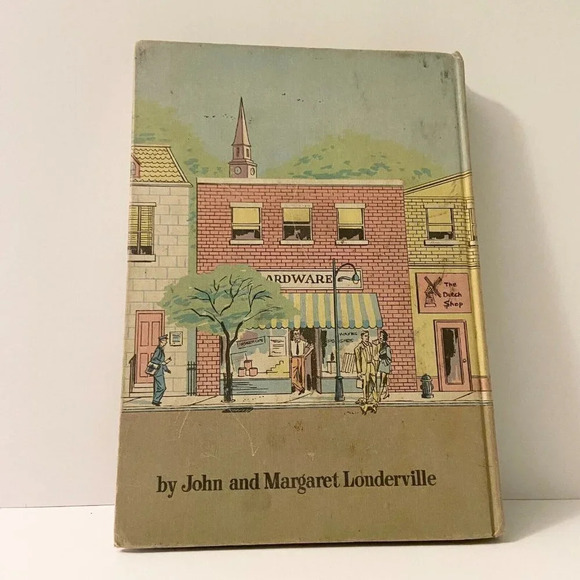 ARDWARE
The
Dutch
Shop
by John and Margaret Londerville